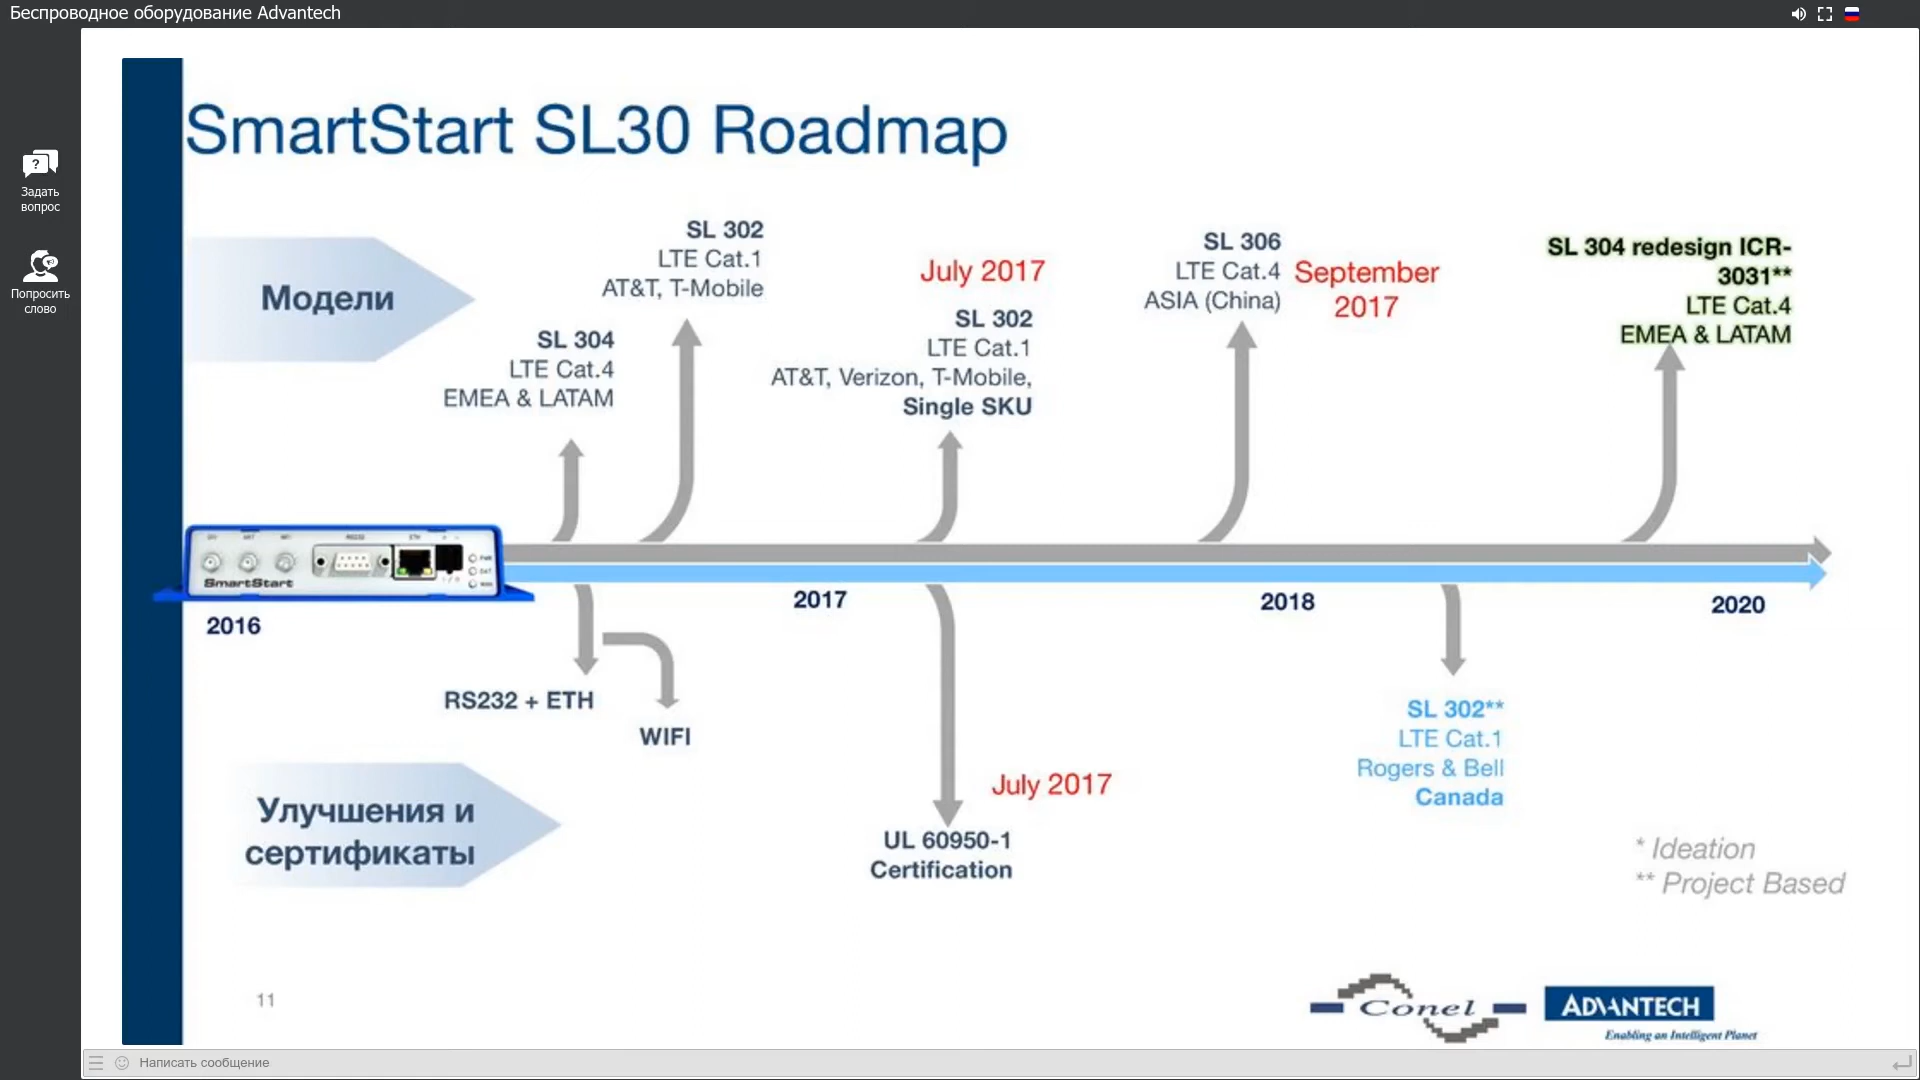 Беспроводное оборудование Advantech
Задать
вопрос
Попросить
слово
SmartStart SL30 Roadmap
Модели
SL 304
LTE Cat.4
EMEA & LATAM
SL 302
LTE Cat.1
AT&T, T-Mobile
July 2017
SL 302
LTE Cat.1
AT&T, Verizon, T-Mobile,
Single SKU
SL 306
LTE Cat.4
ASIA (China)
September
2017
SL 304 redesign ICR-
3031**
LTE Cat.4
EMEA & LATAM
RS232
ETH
SmartStart
2016
2017
2018
2020
RS232 + ETH
WIFI
Улучшения и
сертификаты
July 2017
UL 60950-1
Certification
SL 302**
LTE Cat.1
Rogers & Bell
Canada
* Ideation
** Project Based
11
Conel
ADVANTECH
Enabling an Intelligent Planet
Написать сообщение